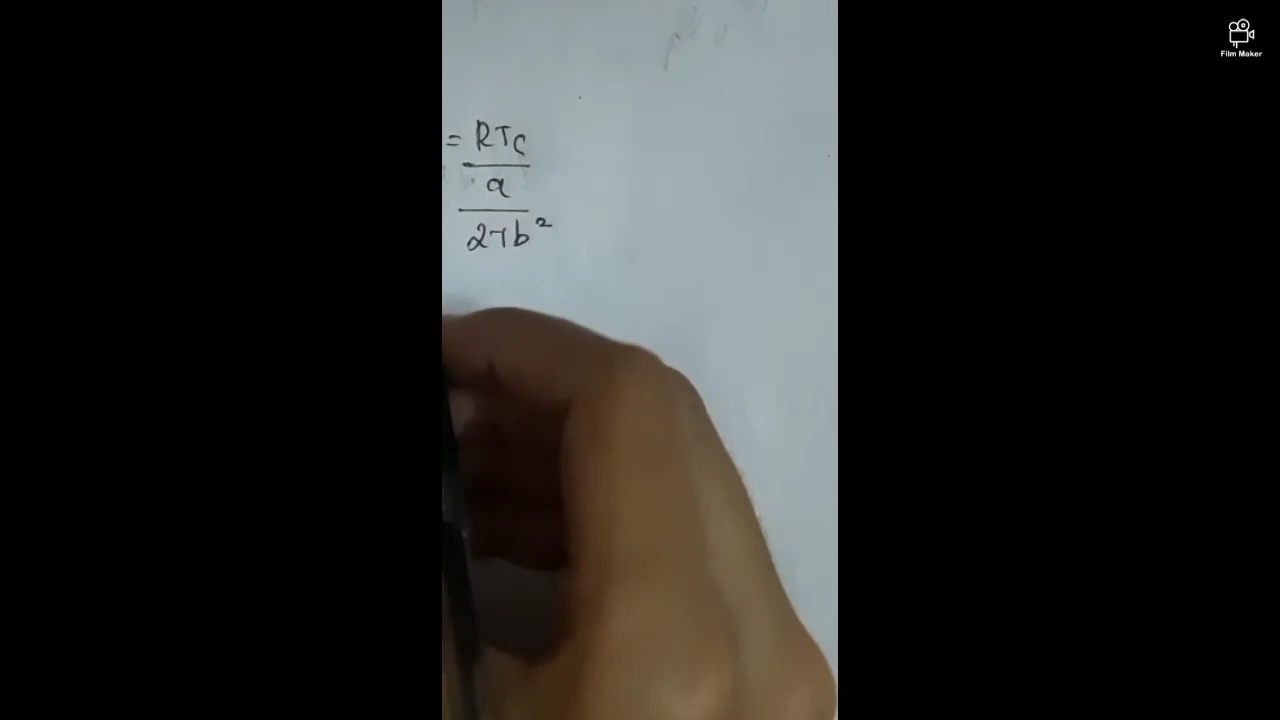 = RTC
a
27b²
Film Maker